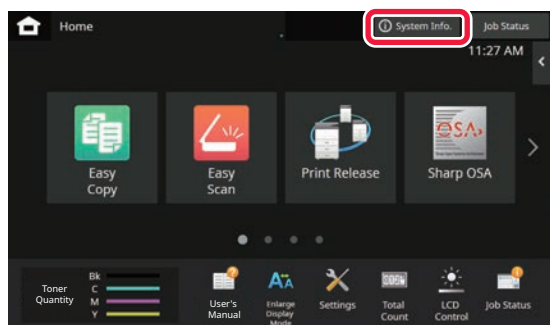 Home
System Info.
Job Status
11:27 AM
Easy
Copy
Easy
Scan
Print Release
OSA
Sharp OSA
Toner
Quantity
Bk
C
M
Y
User's
Manual
Enlarge
Display
Mode
Settings
Total
Count
LCD
Control
Job Status